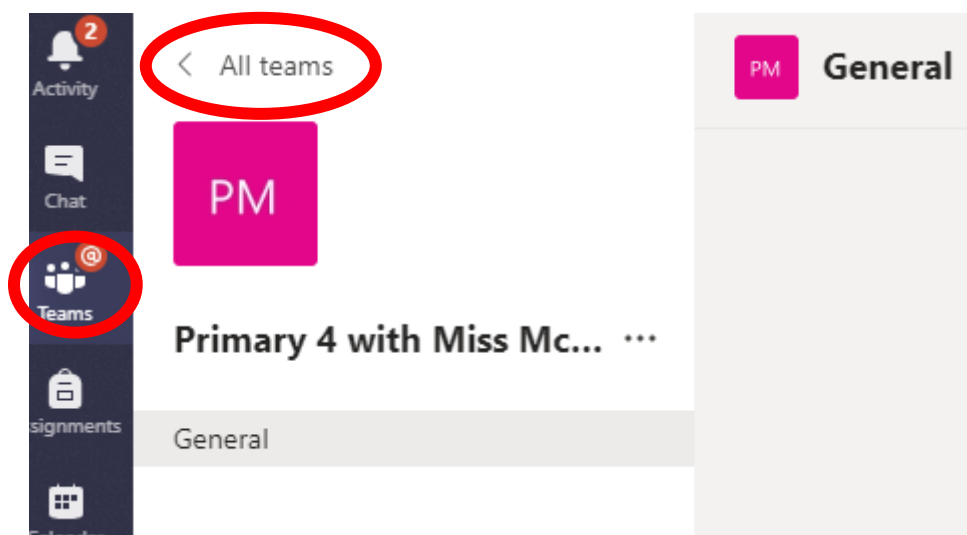 2
Activity
Chat
@
Teams
signments
< All teams
PM
Primary 4 with Miss Mc... ...
General
PM General